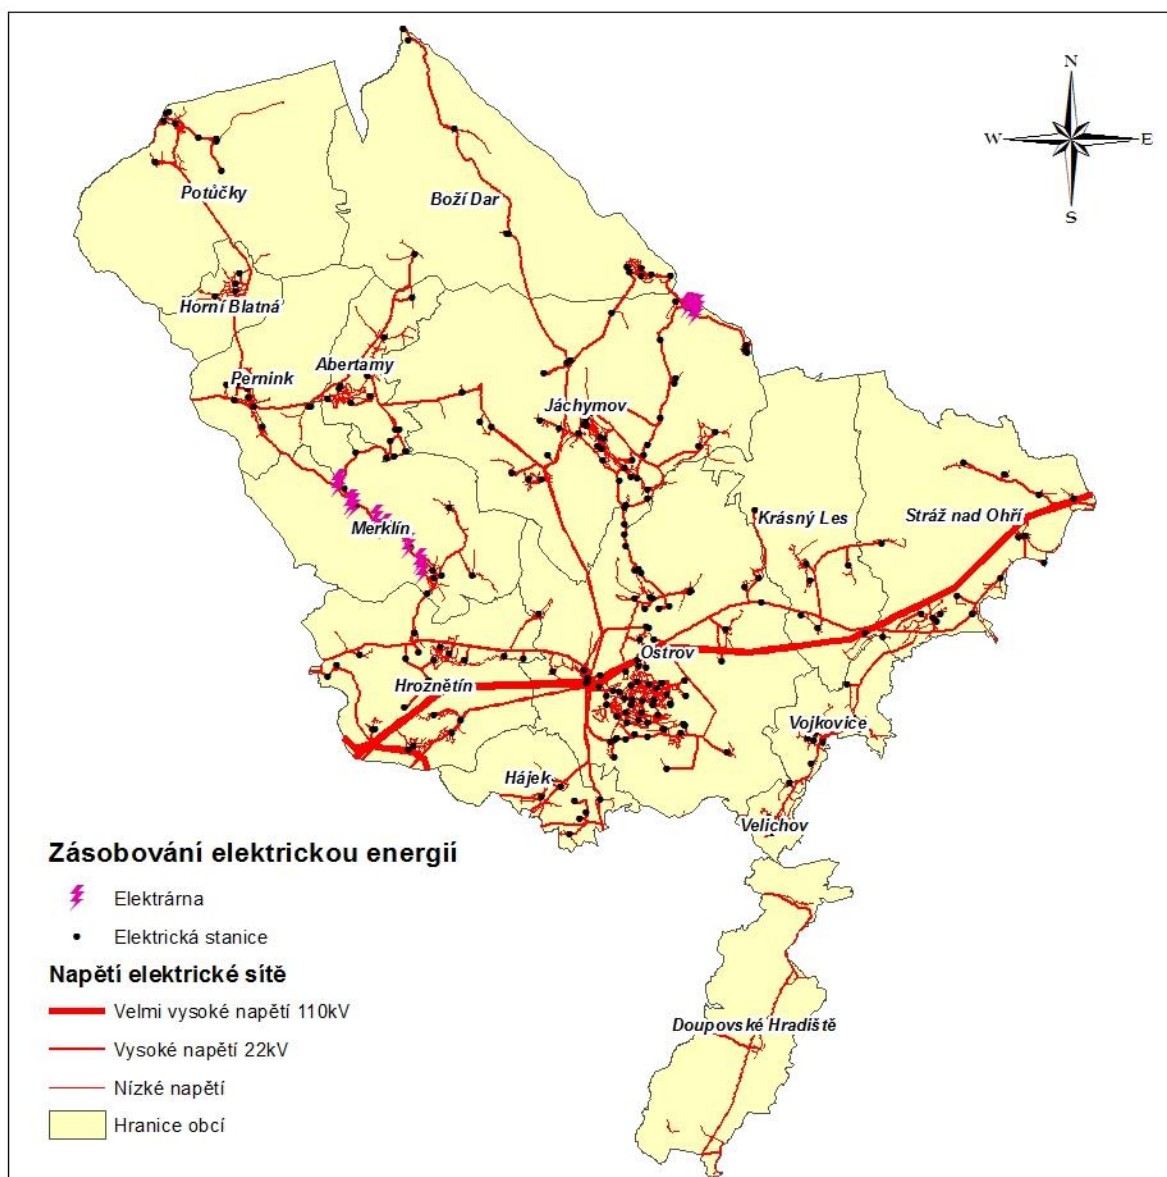 N
W
E
S
Potůčky
Boží Dar
Horní Blatná
Abertamy
Pernink
Jáchymov
Krásný Les
Stráž nad Ohří
Merklín
Ostrov
Hroznětín
Vojkovice
Hájek
Velichov
Doupovské Hradiště
Zásobování elektrickou energií
Elektrárna
Elektrická stanice
Napětí elektrické sítě
Velmi vysoké napětí 110kV
Vysoké napětí 22kV
Nízké napětí
Hranice obcí